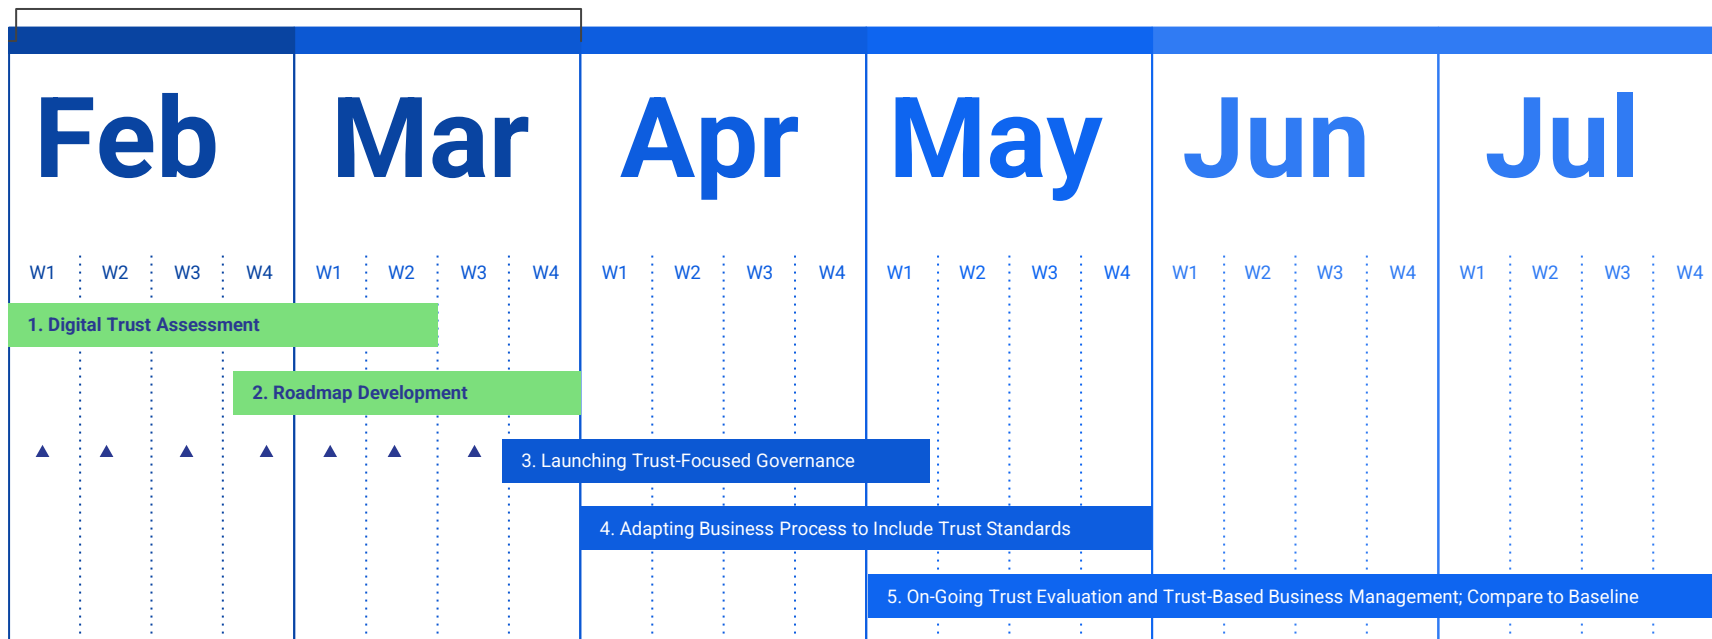 Feb Mar Apr May Jun Jul
W1 W2 W3 W4 W1 W2 W3 W4 W1 W2 W3 W4 W1 W2 W3 W4 W1 W2 W3 W4 W1 W2 W3 W4
1. Digital Trust Assessment
2. Roadmap Development
3. Launching Trust-Focused Governance
4. Adapting Business Process to Include Trust Standards
5. On-Going Trust Evaluation and Trust-Based Business Management; Compare to Baseline